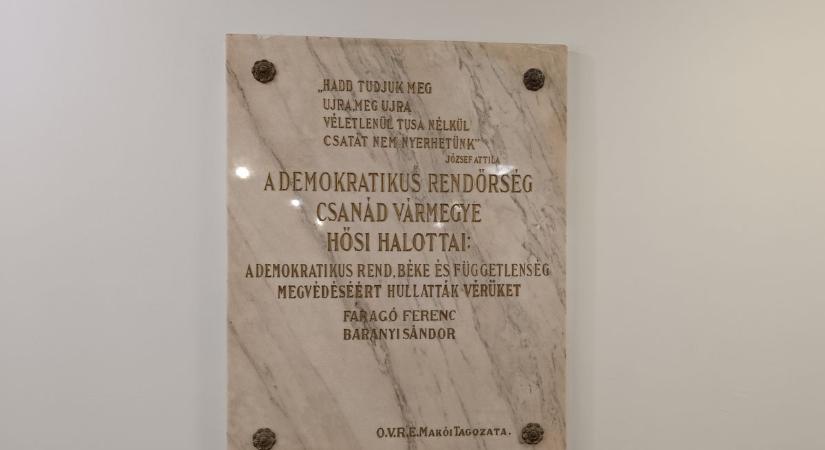 „HADD TUDJUK MEG
UJRA, MEG UJRA
VÉLETLENÜL TUSA NÉLKÜL
CSATÁT NEM NYERHETÜNK"
JÓZSEF ATTILA
A DEMOKRATIKUS RENDŐRSÉG
CSANÁD VÁRMEGYE
HŐSI HALOTTAI:
A DEMOKRATIKUS REND, BÉKE ÉS FÜGGETLENSÉG
MEGVÉDÉSÉÉRT HULLATTÁK VÉRÜKET
FARAGÓ FERENC
BARANYI SÁNDOR
O.V.R.E. MAKÓI TAGOZATA.